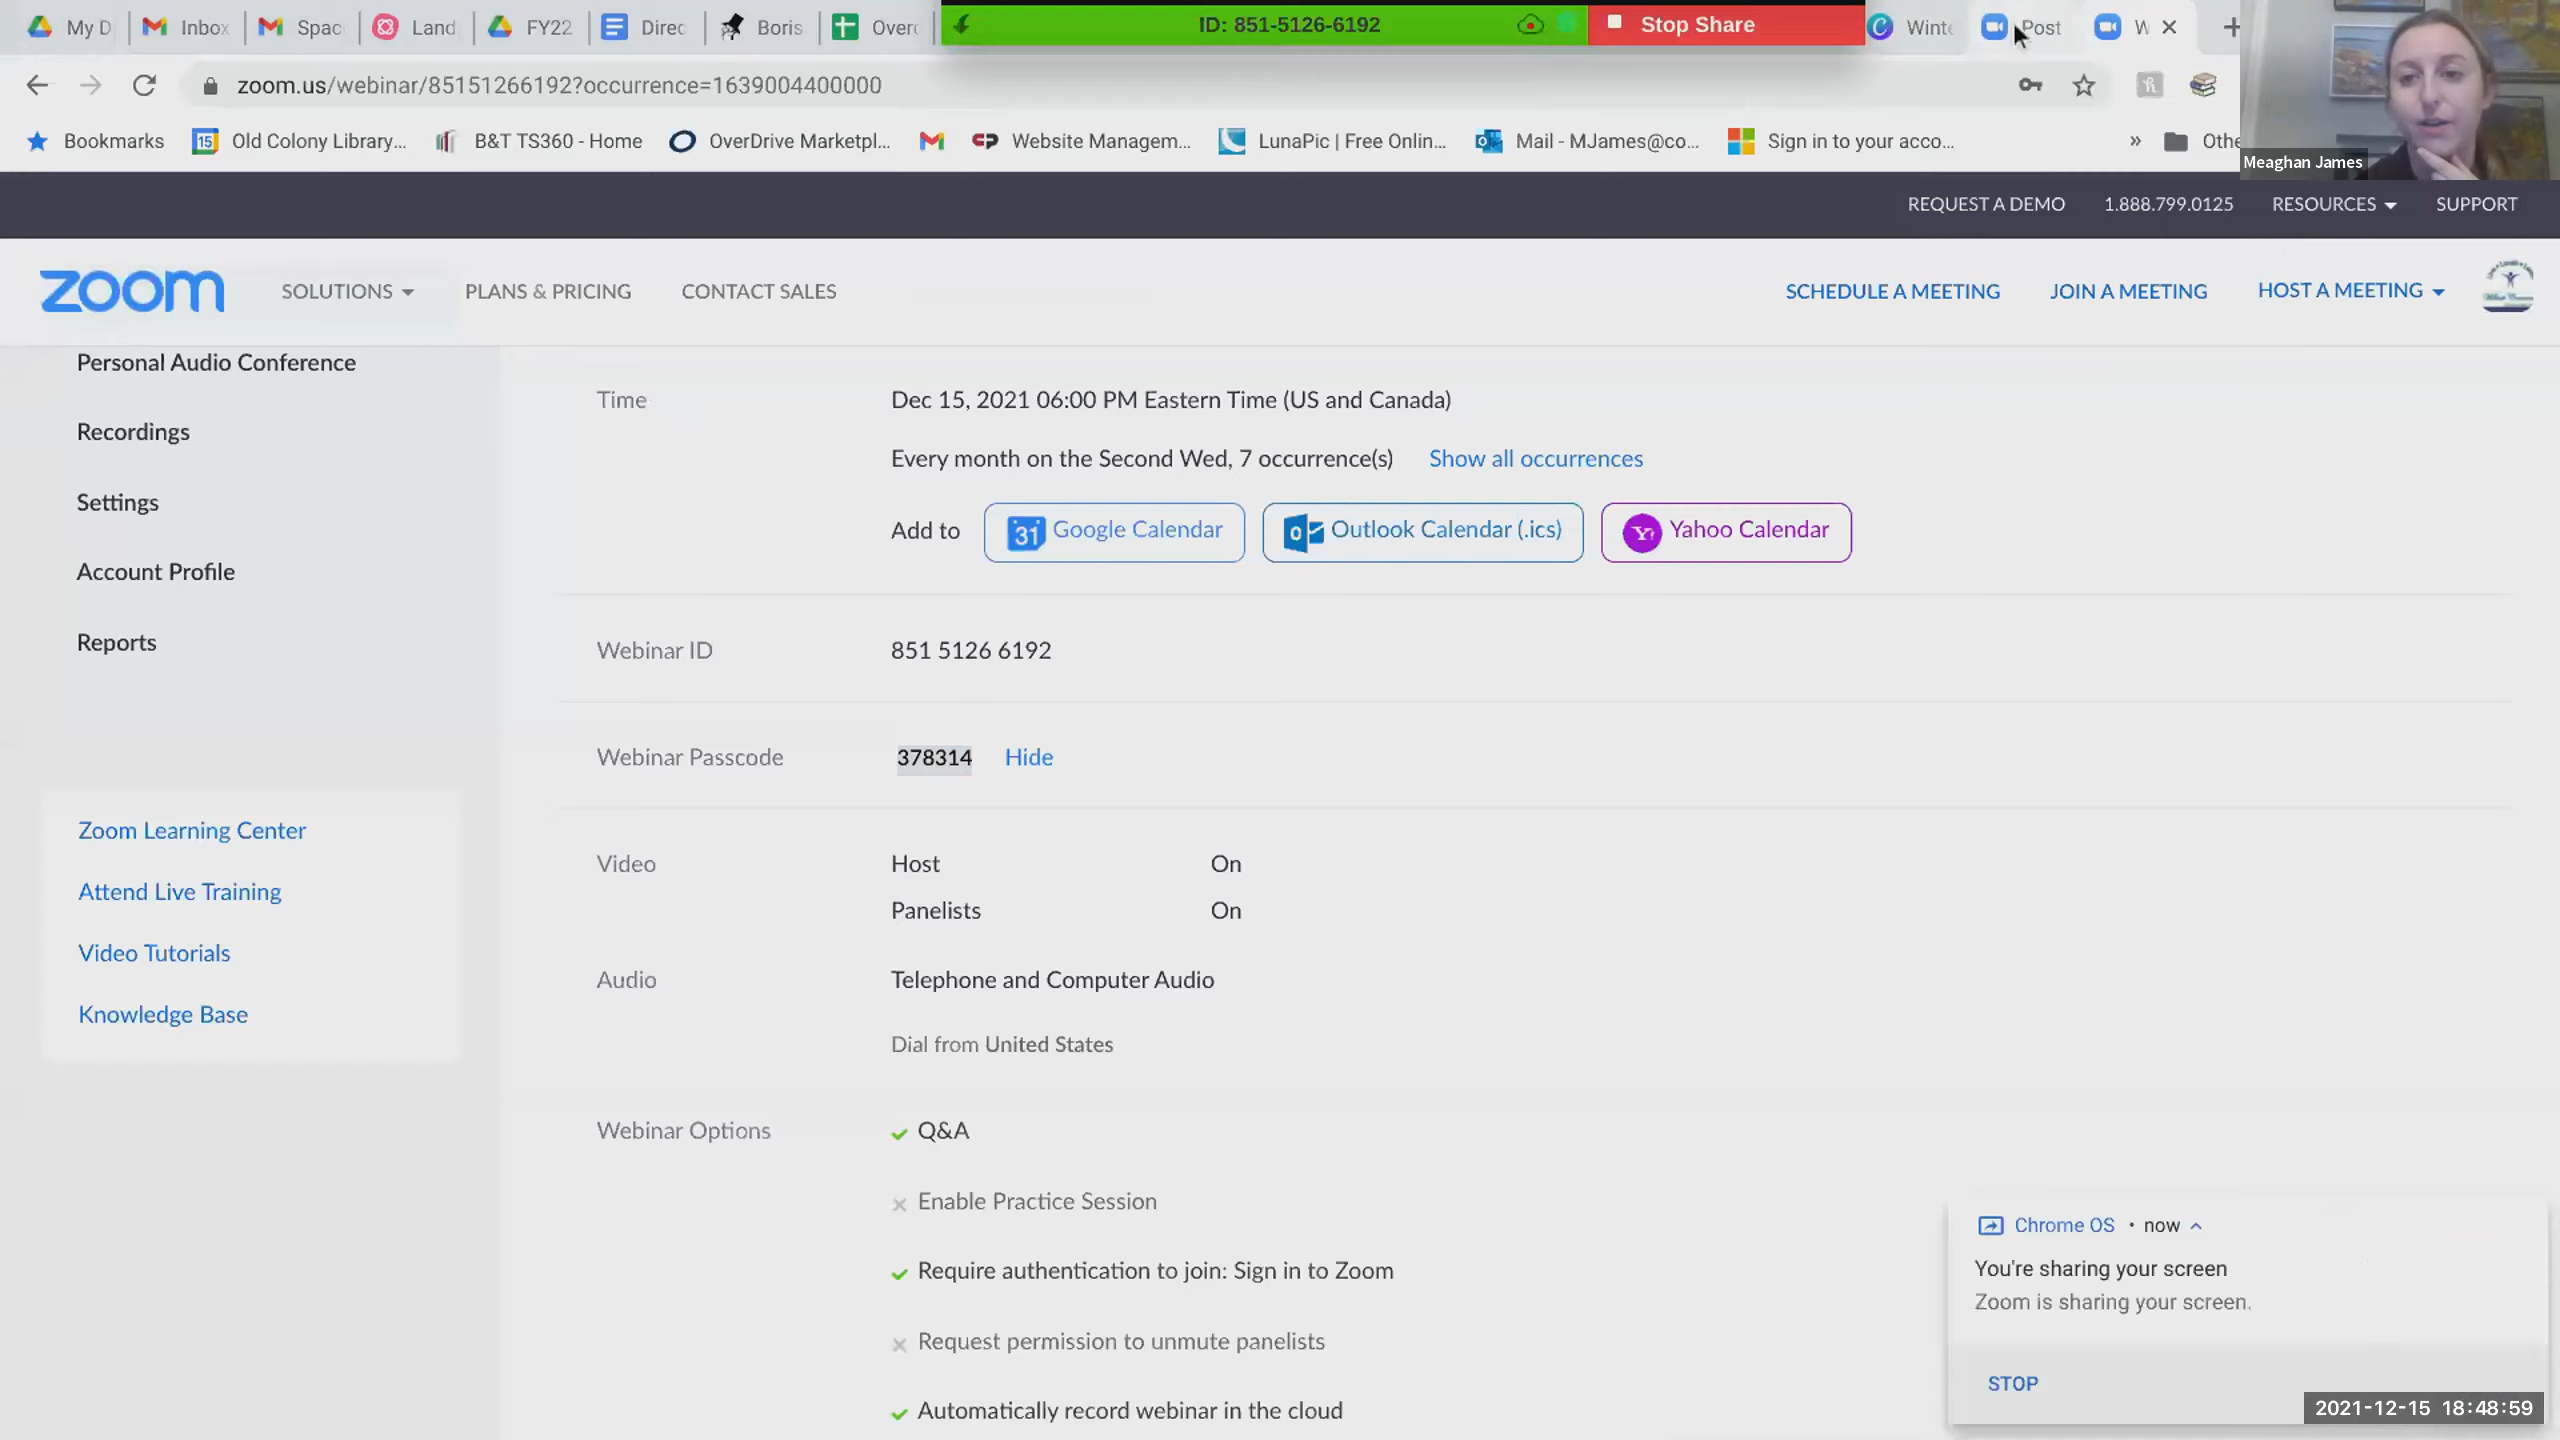 My D
Inbox
Spac
Land
FY22
Direc
Boris
Over
ID: 851-5126-6192
Stop Share
Winte
Post
W
zoom.us/webinar/85151266192?occurrence=1639004400000
Bookmarks
15
Old Colony Library...
B&T TS360 - Home
OverDrive Marketpl...
Website Managem...
LunaPic | Free Onlin...
Mail - MJames@co...
Sign in to your acco...
»
Othe
Meaghan James
REQUEST A DEMO
1.888.799.0125
RESOURCES
SUPPORT
zoom
SOLUTIONS
PLANS & PRICING
CONTACT SALES
SCHEDULE A MEETING
JOIN A MEETING
HOST A MEETING
Personal Audio Conference
Recordings
Settings
Account Profile
Reports
Zoom Learning Center
Attend Live Training
Video Tutorials
Knowledge Base
Time
Dec 15, 2021 06:00 PM Eastern Time (US and Canada)
Every month on the Second Wed, 7 occurrence(s)
Show all occurrences
Add to
31 Google Calendar
Outlook Calendar (.ics)
Yahoo Calendar
Webinar ID
851 5126 6192
Webinar Passcode
378314
Hide
Video
Host On
Panelists On
Audio
Telephone and Computer Audio
Dial from United States
Webinar Options
Q&A
Enable Practice Session
Require authentication to join: Sign in to Zoom
Request permission to unmute panelists
Automatically record webinar in the cloud
Chrome OS • now
You're sharing your screen
Zoom is sharing your screen.
STOP
2021-12-15 18:48:59